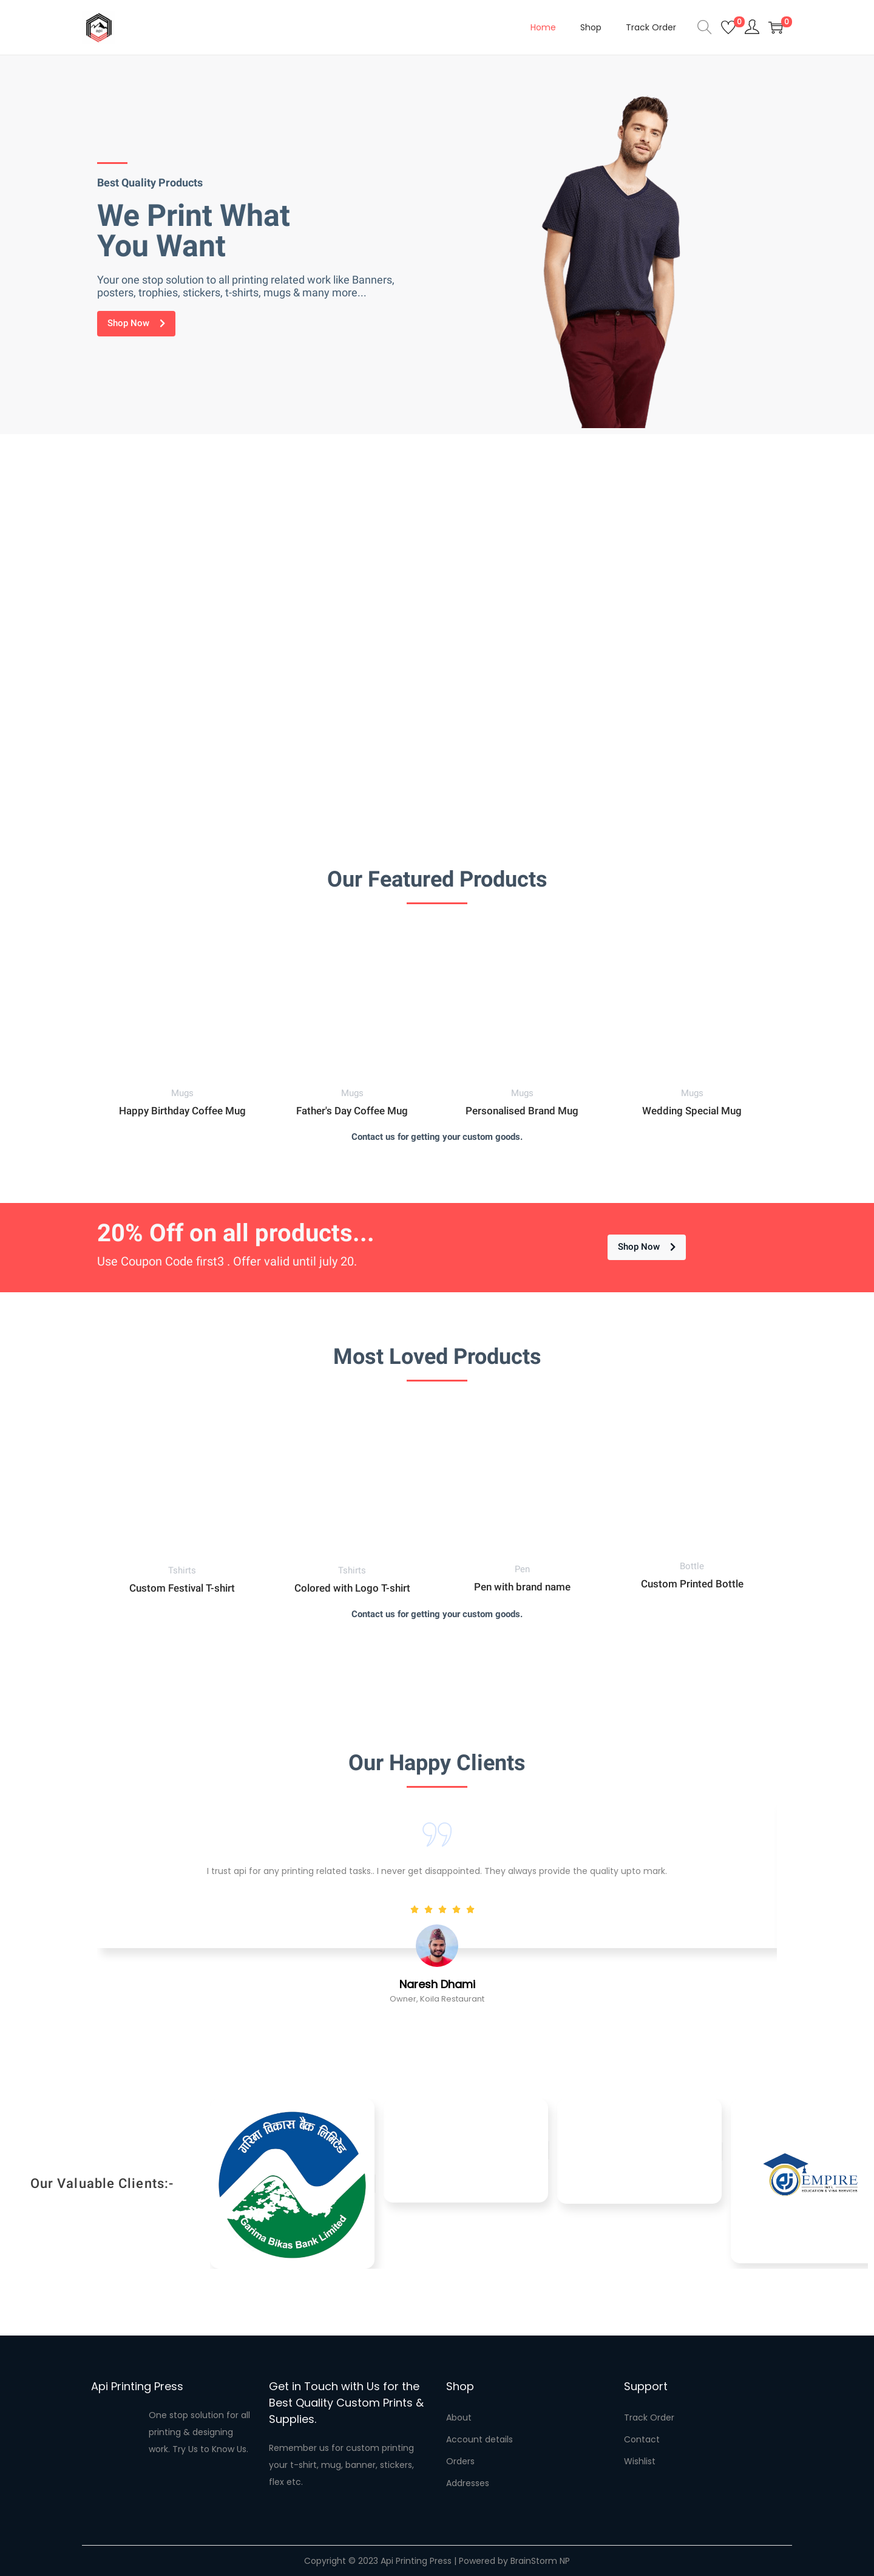 Home
Shop
Track Order
0
0
Best Quality Products
We Print What
You Want
Your one stop solution to all printing related work like Banners,
posters, trophies, stickers, t-shirts, mugs & many more...
Shop Now
Our Featured Products
Mugs
Happy Birthday Coffee Mug
Mugs
Father's Day Coffee Mug
Mugs
Personalised Brand Mug
Mugs
Wedding Special Mug
Contact us for getting your custom goods.
20% Off on all products...
Use Coupon Code first3 . Offer valid until july 20.
Shop Now
Most Loved Products
Tshirts
Custom Festival T-shirt
Tshirts
Colored with Logo T-shirt
Pen
Pen with brand name
Bottle
Custom Printed Bottle
Contact us for getting your custom goods.
Our Happy Clients
I trust api for any printing related tasks.. I never get disappointed. They always provide the quality upto mark.
Naresh Dhami
Owner, Koila Restaurant
Our Valuable Clients:-
गरिमा विकास बैंक लिमिटेड
Garima Bikas Bank Limited
EMPIRE
Api Printing Press
One stop solution for all
printing & designing
work. Try Us to Know Us.
Get in Touch with Us for the
Best Quality Custom Prints &
Supplies.
Remember us for custom printing
your t-shirt, mug, banner, stickers,
flex etc.
Shop
About
Account details
Orders
Addresses
Support
Track Order
Contact
Wishlist
Copyright © 2023 Api Printing Press | Powered by BrainStorm NP